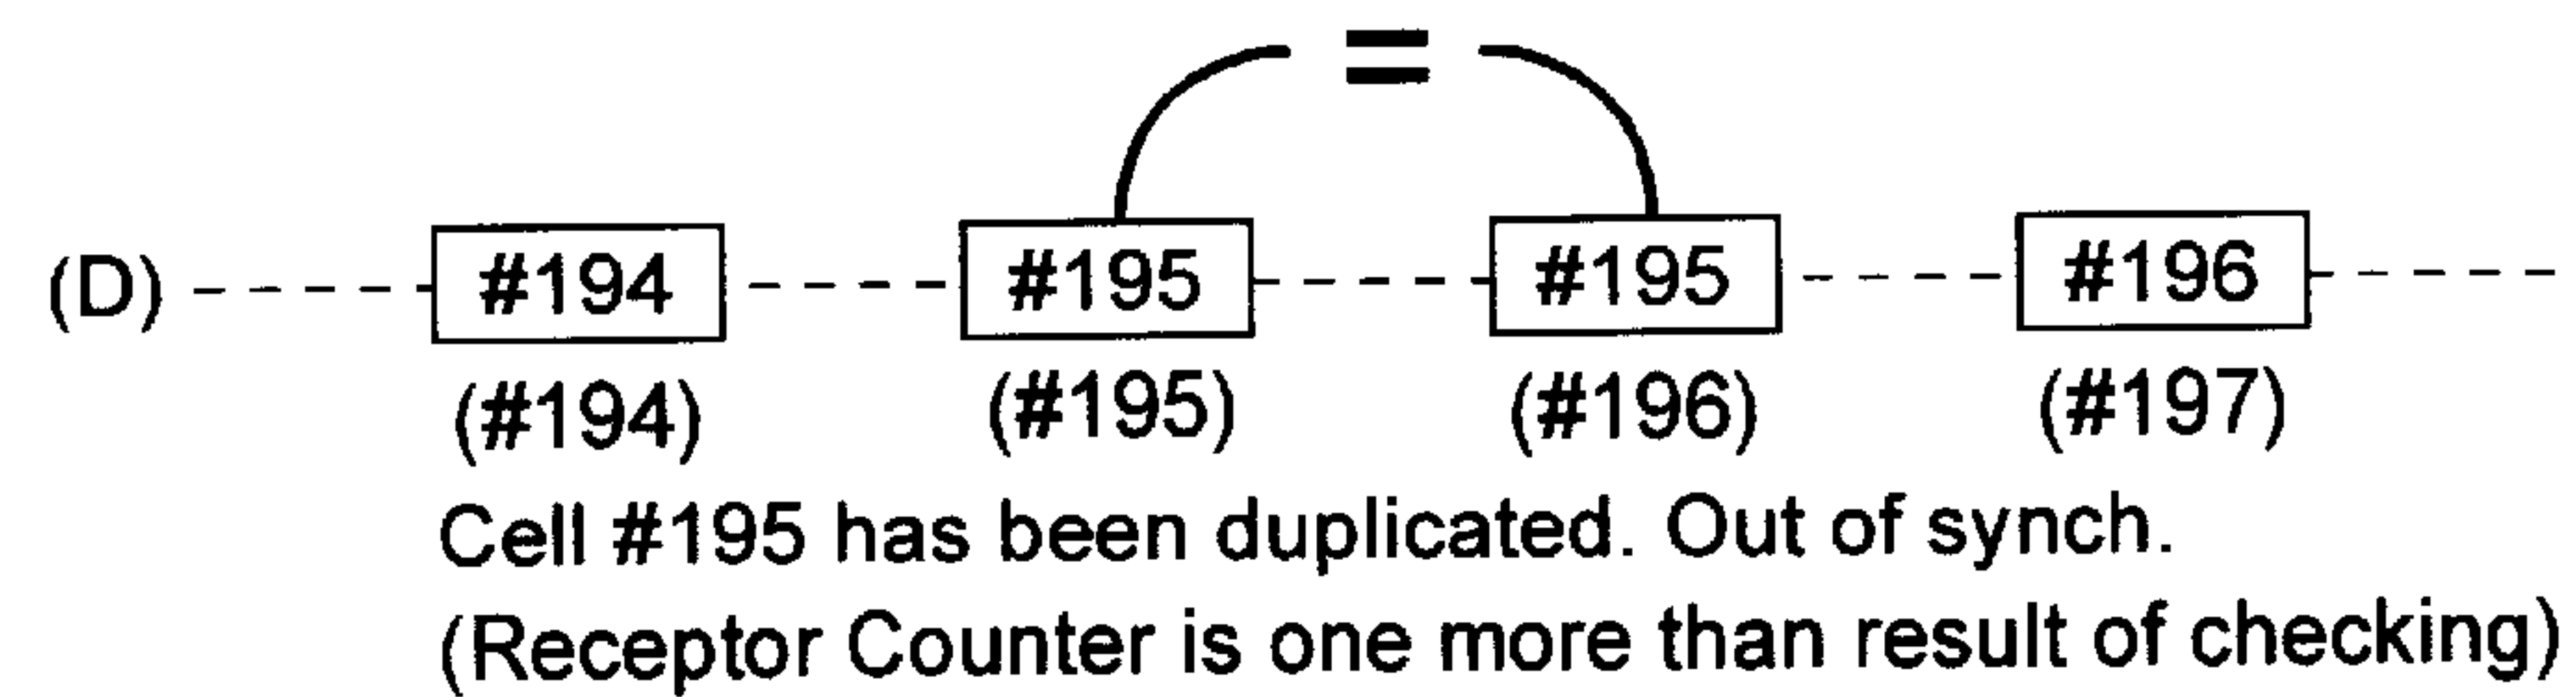 =
(D) #194 #195 #195 #196
(#194) (#195) (#196) (#197)
Cell #195 has been duplicated. Out of synch.
(Receptor Counter is one more than result of checking)